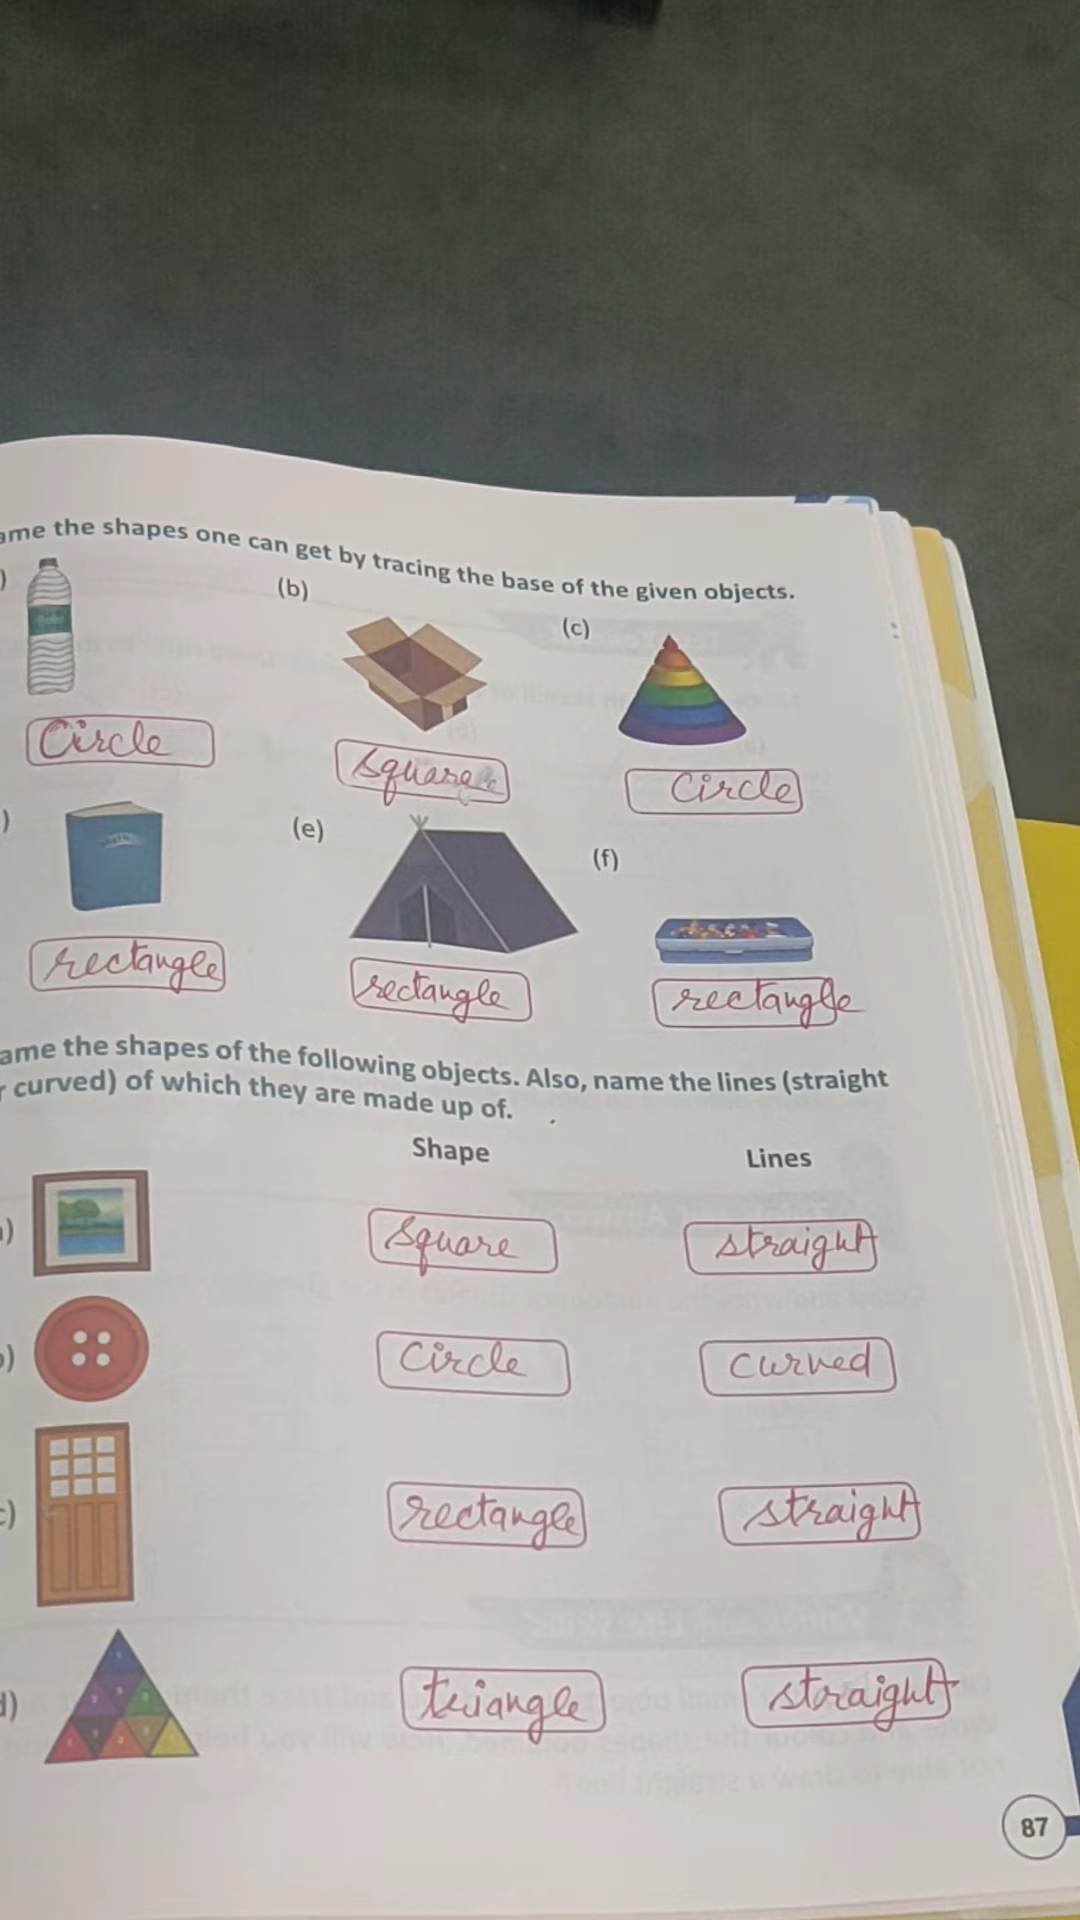 ame the shapes one can get by tracing the base of the given objects.
) (b) (c)
Circle square Circle
) (e) (f)
rectangle rectangle rectangle
ame the shapes of the following objects. Also, name the lines (straight
r curved) of which they are made up of.
Shape Lines
) Square straight
) Circle curved
c) rectangle straight
d) triangle straight
87